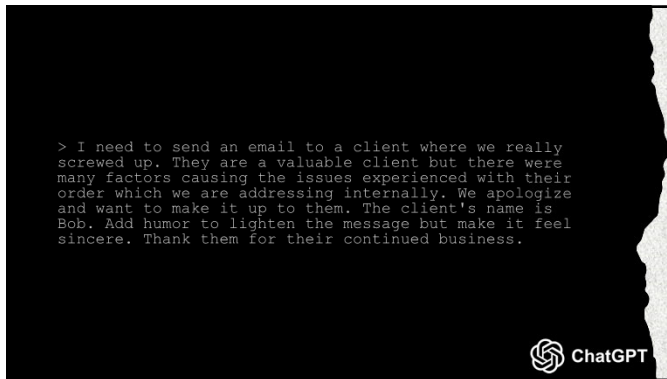 > I need to send an email to a client where we really
screwed up. They are a valuable client but there were
many factors causing the issues experienced with their
order which we are addressing internally. We apologize
and want to make it up to them. The client's name is
Bob. Add humor to lighten the message but make it feel
sincere. Thank them for their continued business.
ChatGPT